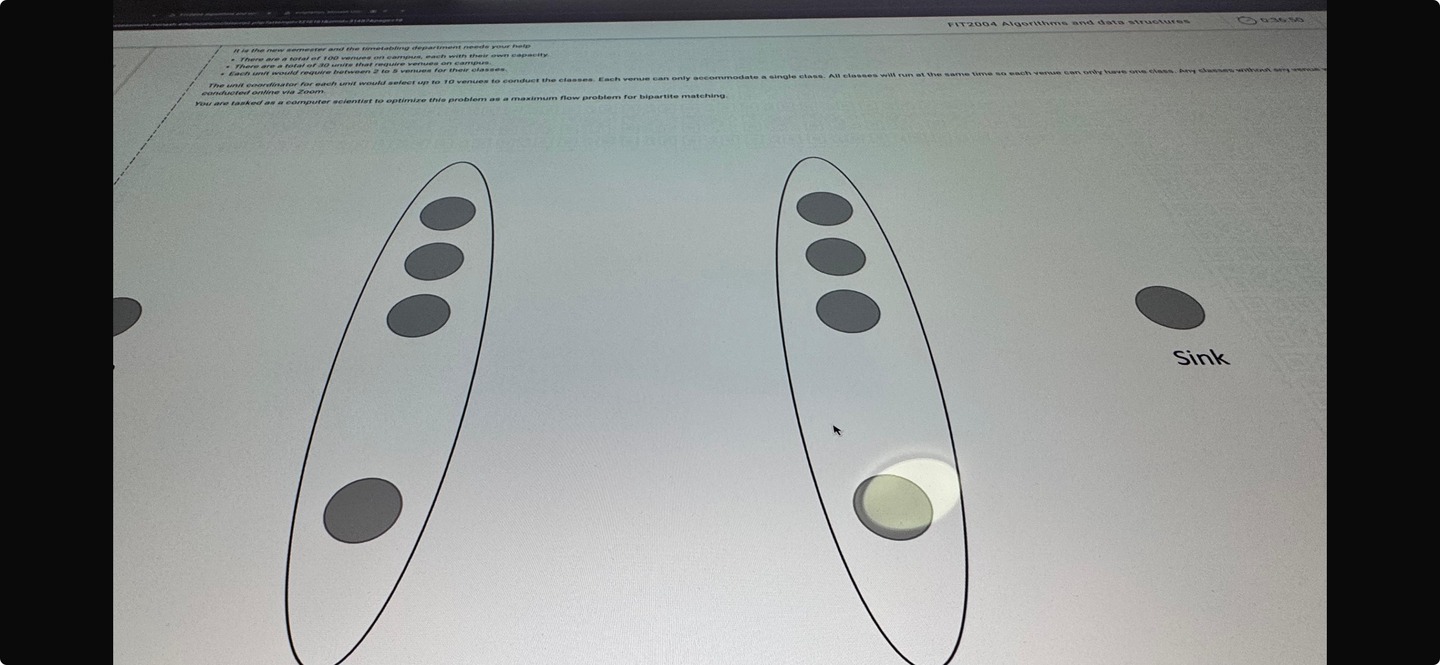 FIT2004 Algorithms and data structures
0:36:50
It is the new semester and the timetabling department needs your help
• There are a total of 100 venues on campus, each with their own capacity.
• There are a total of 30 units that require venues on campus.
• Each unit would require between 2 to 5 venues for their classes.
The unit coordinator for each unit would select up to 10 venues to conduct the classes. Each venue can only accommodate a single class. All classes will run at the same time so each venue can only have one class. Any classes without any venue
conducted online via Zoom.
You are tasked as a computer scientist to optimize this problem as a maximum flow problem for bipartite matching.
Sink